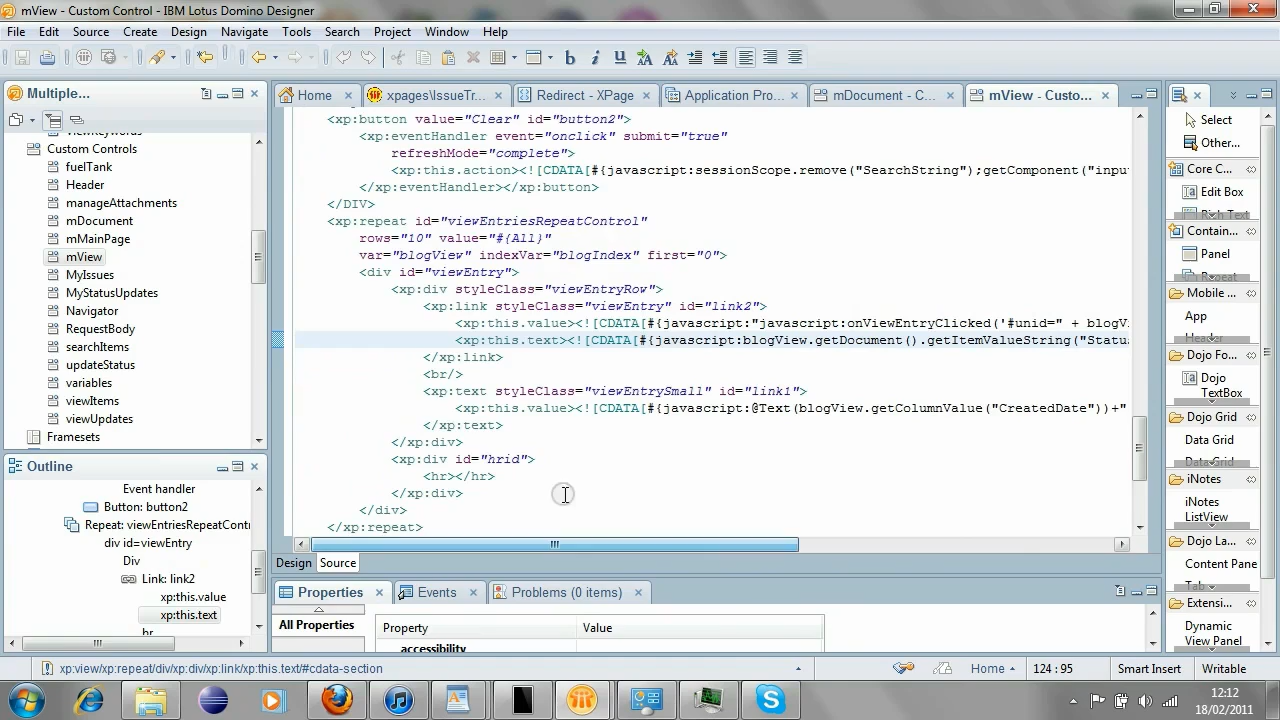 mView - Custom Control - IBM Lotus Domino Designer
File Edit Source Create Design Navigate Tools Search Project Window Help
Multiple...
Home
xpages\IssueTr...
Redirect - XPage
Application Pro...
mDocument - C...
mView - Custo...
Custom Controls
fuelTank
Header
manageAttachments
mDocument
mMainPage
mView
MyIssues
MyStatusUpdates
Navigator
RequestBody
searchItems
updateStatus
variables
viewItems
viewUpdates
Framesets
<xp:button value="Clear" id="button2">
<xp:eventHandler event="onclick" submit="true"
refreshMode="complete">
<xp:this.action><![CDATA[#{javascript:sessionScope.remove("SearchString");getComponent("inpu
</xp:eventHandler></xp:button>
</DIV>
<xp:repeat id="viewEntriesRepeatControl"
rows="10" value="#{All}"
var="blogView" indexVar="blogIndex" first="0">
<div id="viewEntry">
<xp:div styleClass="viewEntryRow">
<xp:link styleClass="viewEntry" id="link2">
<xp:this.value><![CDATA[#{javascript:"javascript:onViewEntryClicked('#unid=" + blogVi
<xp:this.text><![CDATA[#{javascript:blogView.getDocument().getItemValueString("Statu
</xp:link>
<br/>
<xp:text styleClass="viewEntrySmall" id="link1">
<xp:this.value><![CDATA[#{javascript:@Text(blogView.getColumnValue("CreatedDate"))+"
</xp:text>
</xp:div>
<xp:div id="hrid">
<hr></hr>
</xp:div>
</div>
</xp:repeat>
Design Source
Select
Other...
Core C...
Edit Box
Rich Text
Contain...
Panel
Repeat
Mobile ...
App
Header
Dojo Fo...
Dojo
TextBox
Dojo Grid
Data Grid
DataGrid
iNotes
iNotes
ListView
Dojo La...
Content Pane
Tab
Extensi...
Dynamic
View Panel
Outline
Event handler
Button: button2
Repeat: viewEntriesRepeatContr
div id=viewEntry
Div
Link: link2
xp:this.value
xp:this.text
br
Properties
Events
Problems (0 items)
All Properties
Property Value
accessibility
xp:view/xp:repeat/div/xp:div/xp:link/xp:this.text/#cdata-section
Home
124 : 95
Smart Insert
Writable
12:12
18/02/2011